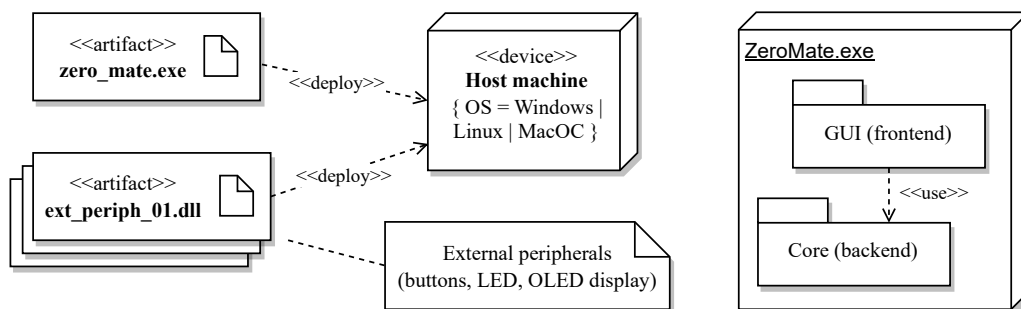 <<artifact>>
zero_mate.exe
<<deploy>>
<<device>>
Host machine
{ OS = Windows |
Linux | MacOC }
<<artifact>>
ext_periph_01.dll
<<deploy>>
External peripherals
(buttons, LED, OLED display)
ZeroMate.exe
GUI (frontend)
<<use>>
Core (backend)